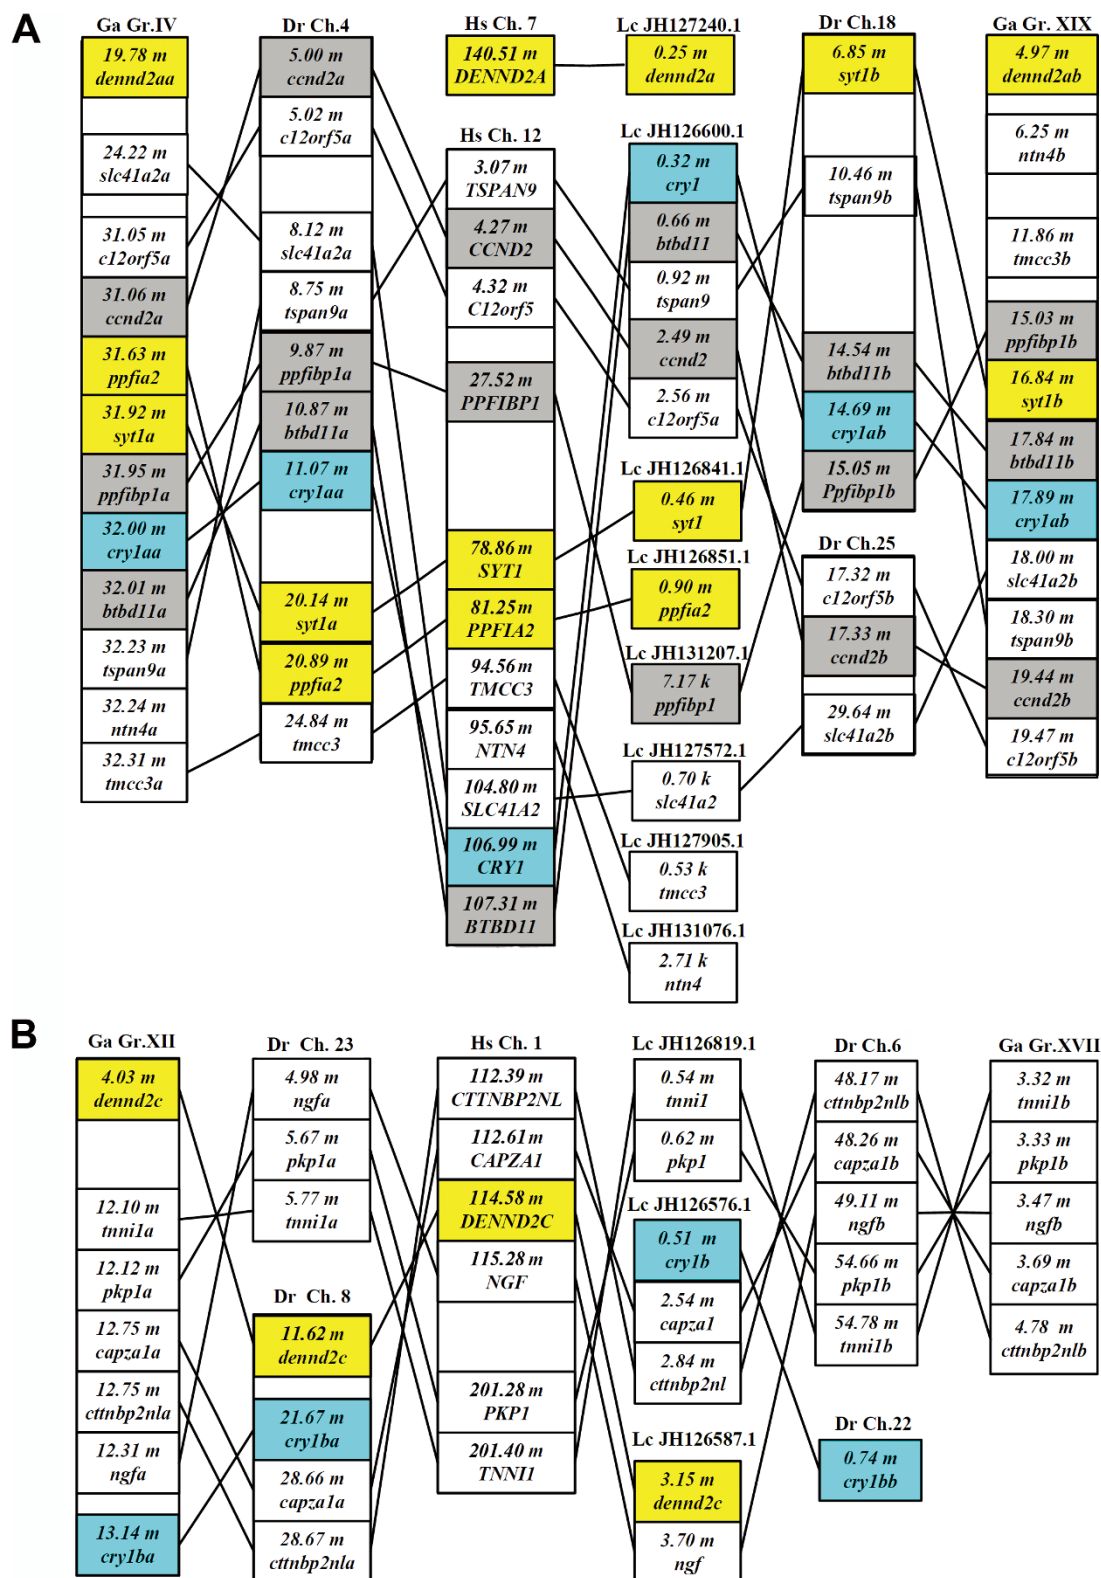 A
Ga Gr.IV
19.78 m
dennd2aa
24.22 m
slc41a2a
31.05 m
c12orf5a
31.06 m
ccnd2a
31.63 m
ppfia2
31.92 m
syt1a
31.95 m
ppfibp1a
32.00 m
cry1aa
32.01 m
btbd11a
32.23 m
tspan9a
32.24 m
ntn4a
32.31 m
tmcc3a
Dr Ch.4
5.00 m
ccnd2a
5.02 m
c12orf5a
8.12 m
slc41a2a
8.75 m
tspan9a
9.87 m
ppfibp1a
10.87 m
btbd11a
11.07 m
cry1aa
20.14 m
syt1a
20.89 m
ppfia2
24.84 m
tmcc3
Hs Ch. 7
140.51 m
DENND2A
Hs Ch. 12
3.07 m
TSPAN9
4.27 m
CCND2
4.32 m
C12orf5
27.52 m
PPFIBP1
78.86 m
SYT1
81.25 m
PPFIA2
94.56 m
TMCC3
95.65 m
NTN4
104.80 m
SLC41A2
106.99 m
CRY1
107.31 m
BTBD11
Lc JH127240.1
0.25 m
dennd2a
Lc JH126600.1
0.32 m
cry1
0.66 m
btbd11
0.92 m
tspan9
2.49 m
ccnd2
2.56 m
c12orf5a
Lc JH126841.1
0.46 m
syt1
Lc JH126851.1
0.90 m
ppfia2
Lc JH131207.1
7.17 k
ppfibp1
Lc JH127572.1
0.70 k
slc41a2
Lc JH127905.1
0.53 k
tmcc3
Lc JH131076.1
2.71 k
ntn4
Dr Ch.18
6.85 m
syt1b
10.46 m
tspan9b
14.54 m
btbd11b
14.69 m
cry1ab
15.05 m
Ppfibp1b
Dr Ch.25
17.32 m
c12orf5b
17.33 m
ccnd2b
29.64 m
slc41a2b
Ga Gr. XIX
4.97 m
dennd2ab
6.25 m
ntn4b
11.86 m
tmcc3b
15.03 m
ppfibp1b
16.84 m
syt1b
17.84 m
btbd11b
17.89 m
cry1ab
18.00 m
slc41a2b
18.30 m
tspan9b
19.44 m
ccnd2b
19.47 m
c12orf5b
B
Ga Gr.XII
4.03 m
dennd2c
12.10 m
tnni1a
12.12 m
pkp1a
12.75 m
capza1a
12.75 m
cttnbp2nla
12.31 m
ngfa
13.14 m
cry1ba
Dr Ch. 23
4.98 m
ngfa
5.67 m
pkp1a
5.77 m
tnni1a
Dr Ch. 8
11.62 m
dennd2c
21.67 m
cry1ba
28.66 m
capza1a
28.67 m
cttnbp2nla
Hs Ch. 1
112.39 m
CTTNBP2NL
112.61 m
CAPZA1
114.58 m
DENND2C
115.28 m
NGF
201.28 m
PKP1
201.40 m
TNNI1
Lc JH126819.1
0.54 m
tnni1
0.62 m
pkp1
Lc JH126576.1
0.51 m
cry1b
2.54 m
capza1
2.84 m
cttnbp2nl
Lc JH126587.1
3.15 m
dennd2c
3.70 m
ngf
Dr Ch.6
48.17 m
cttnbp2nlb
48.26 m
capza1b
49.11 m
ngfb
54.66 m
pkp1b
54.78 m
tnni1b
Dr Ch.22
0.74 m
cry1bb
Ga Gr.XVII
3.32 m
tnni1b
3.33 m
pkp1b
3.47 m
ngfb
3.69 m
capza1b
4.78 m
cttnbp2nlb